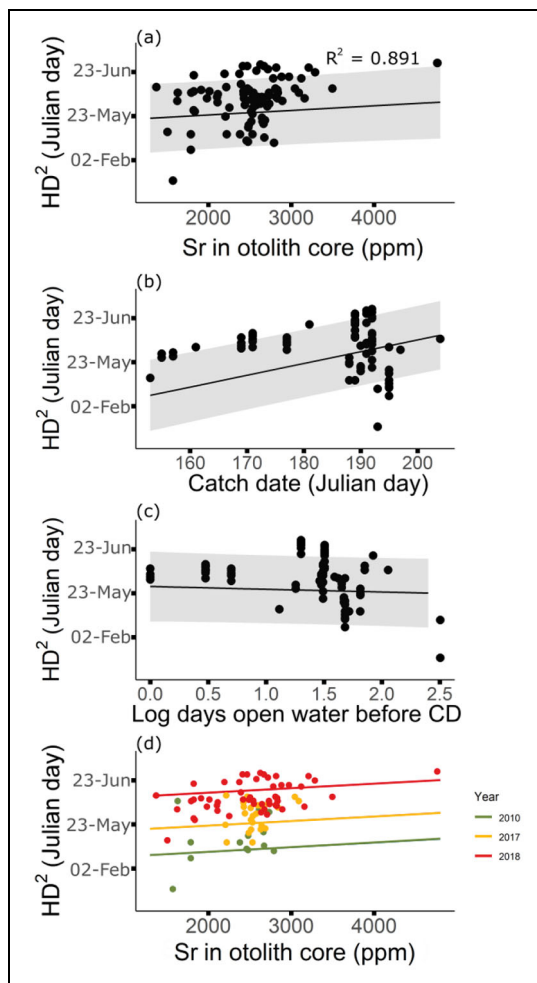 (a)
R² = 0.891
HD² (Julian day)
23-Jun
23-May
02-Feb
2000 3000 4000
Sr in otolith core (ppm)
(b)
HD² (Julian day)
23-Jun
23-May
02-Feb
160 170 180 190 200
Catch date (Julian day)
(c)
HD² (Julian day)
23-Jun
23-May
02-Feb
0.0 0.5 1.0 1.5 2.0 2.5
Log days open water before CD
(d)
HD² (Julian day)
23-Jun
23-May
02-Feb
2000 3000 4000
Sr in otolith core (ppm)
Year
2010
2017
2018